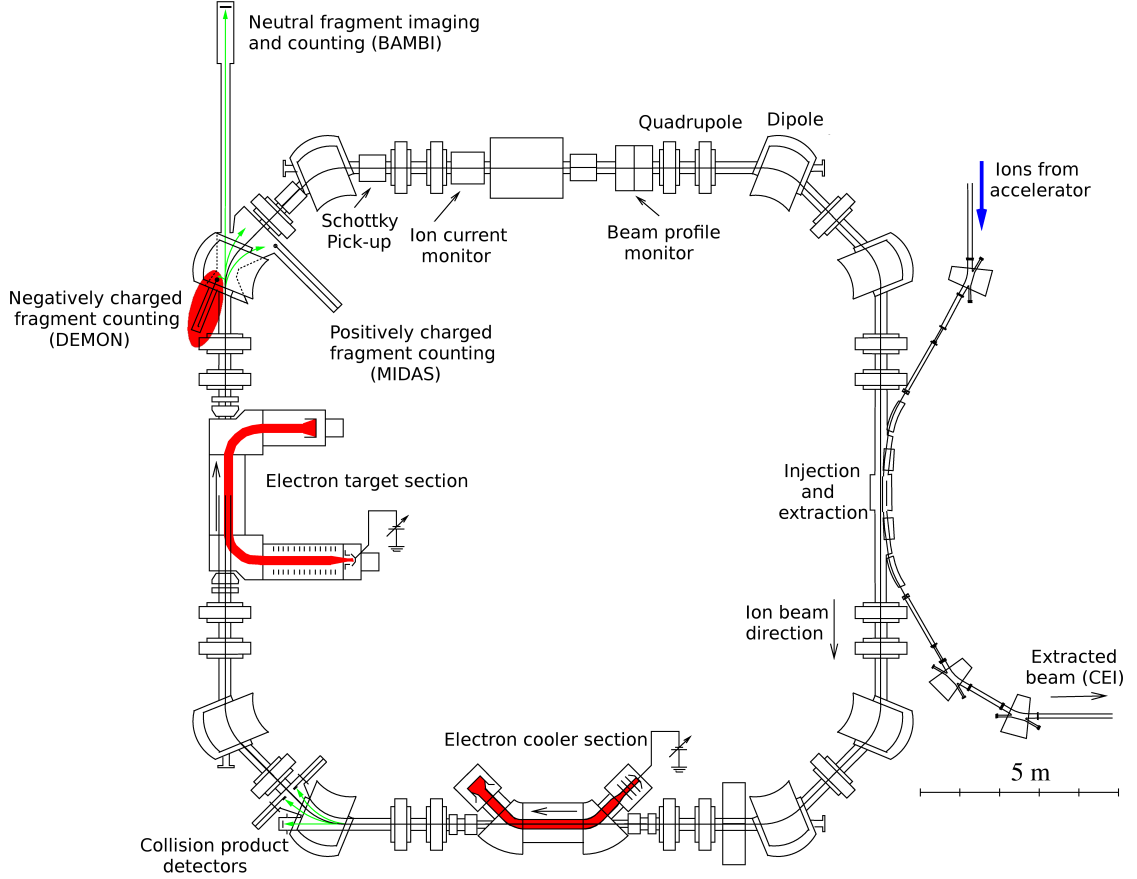 Neutral fragment imaging
and counting (BAMBI)
Quadrupole
Dipole
Ions from
accelerator
Schottky
Pick-up
Ion current
monitor
Beam profile
monitor
Negatively charged
fragment counting
(DEMON)
Positively charged
fragment counting
(MIDAS)
Electron target section
Injection
and
extraction
Ion beam
direction
Extracted
beam (CEI)
Electron cooler section
5 m
Collision product
detectors